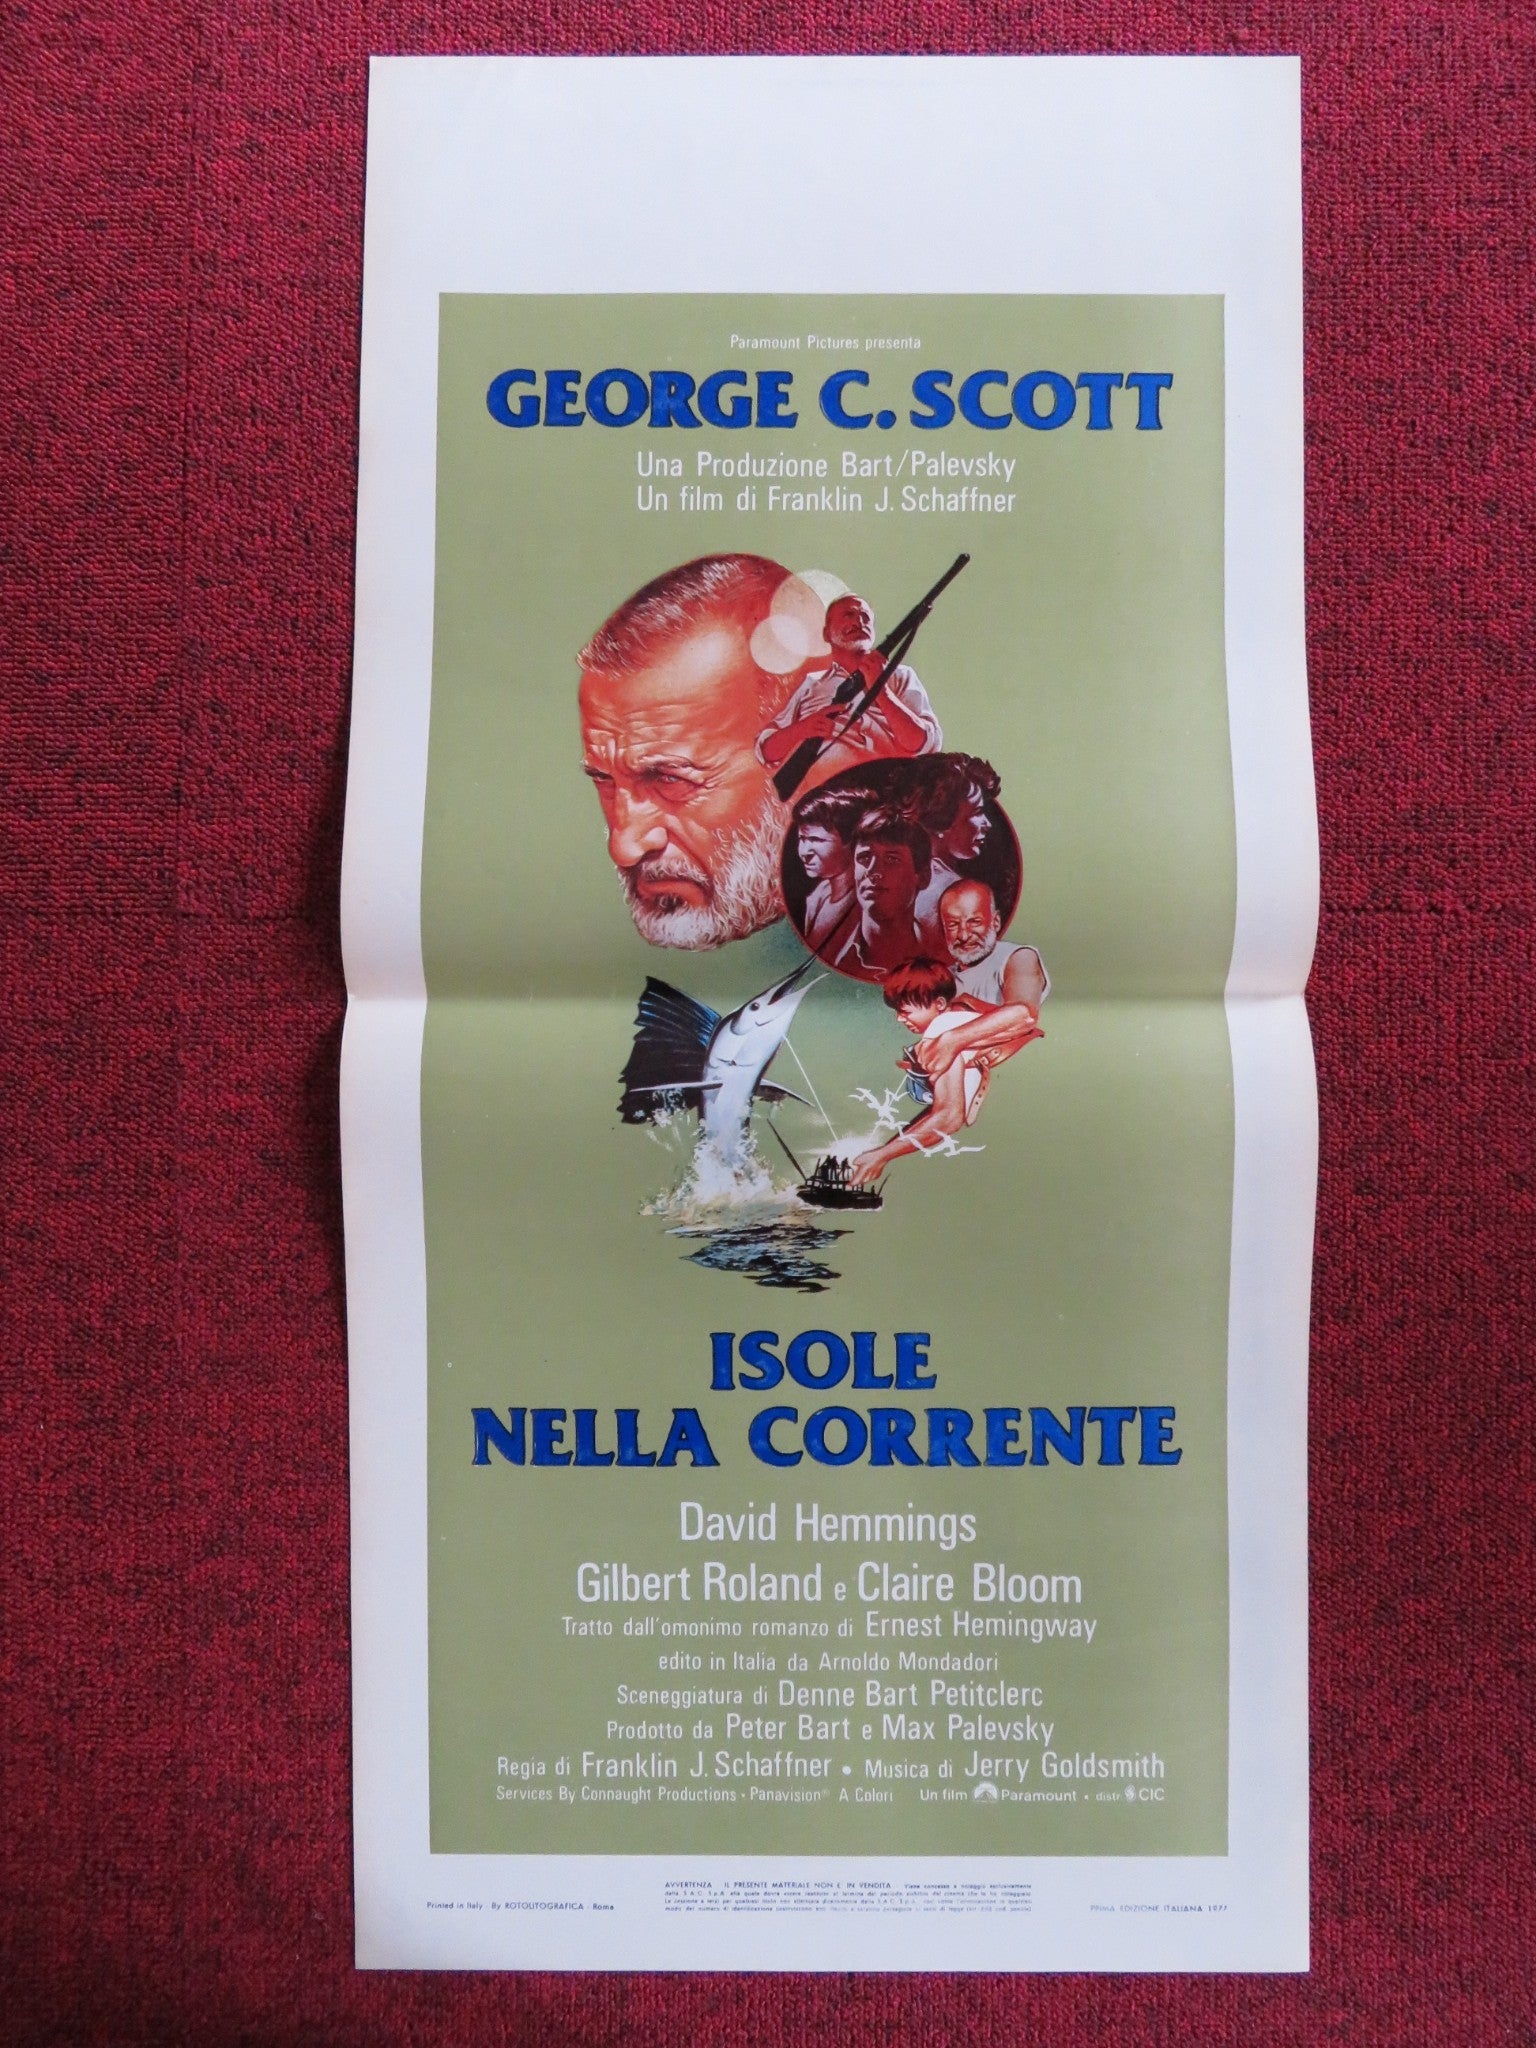 Paramount Pictures presenta
GEORGE C. SCOTT
Una Produzione Bart/Palevsky
Un film di Franklin J. Schaffner
ISOLE
NELLA CORRENTE
David Hemmings
Gilbert Roland e Claire Bloom
Tratto dall'omonimo romanzo di Ernest Hemingway
edito in Italia da Arnoldo Mondadori
Sceneggiatura di Denne Bart Petitclerc
Prodotto da Peter Bart e Max Palevsky
Regia di Franklin J. Schaffner • Musica di Jerry Goldsmith
Services By Connaught Productions • Panavision® A Colori Un film Paramount • distr CIC
AVVERTENZA IL PRESENTE MATERIALE NON E IN VENDITA
Printed in Italy By ROTOLITOGRAFICA - Roma
PRIMA EDIZIONE ITALIANA 1977